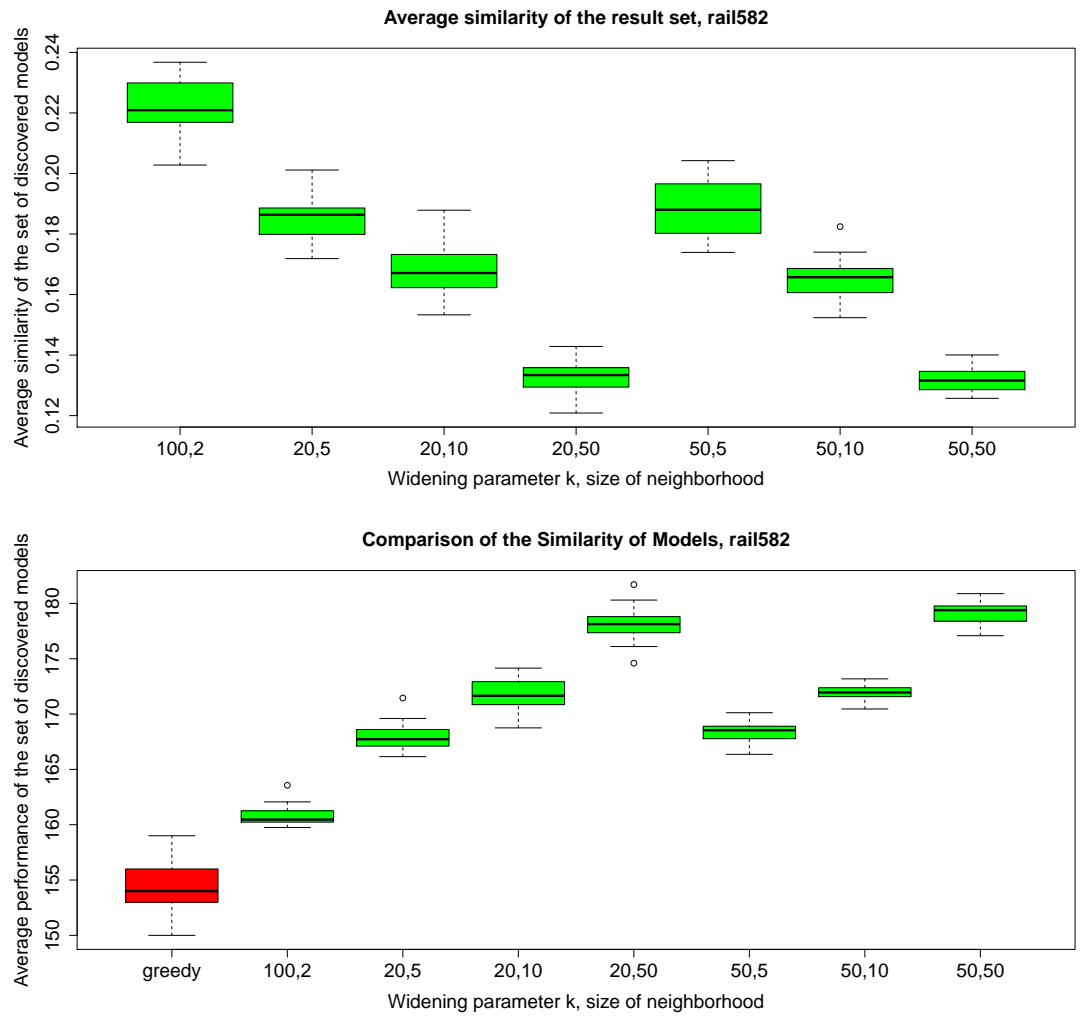 Average similarity of the result set, rail582
Average similarity of the set of discovered models
0.24
0.22
0.20
0.18
0.16
0.14
0.12
100,2 20,5 20,10 20,50 50,5 50,10 50,50
Widening parameter k, size of neighborhood
Comparison of the Similarity of Models, rail582
Average performance of the set of discovered models
180
175
170
165
160
155
150
greedy 100,2 20,5 20,10 20,50 50,5 50,10 50,50
Widening parameter k, size of neighborhood